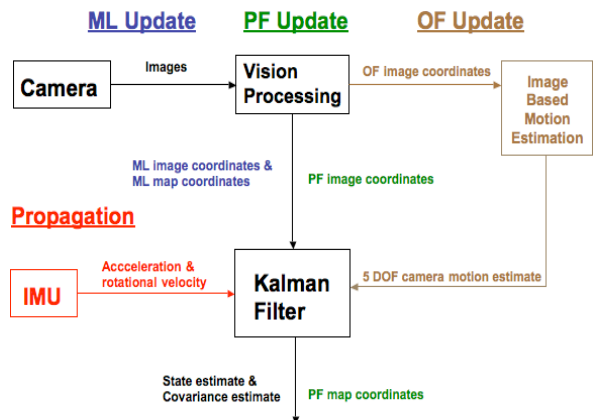 ML Update PF Update OF Update
Images
OF Image coordinates
Camera
Vision
Processing
Image
Based
Motion
Estimation
ML image coordinates &
ML map coordinates
PF image coordinates
Propagation
Accceleration &
rotational velocity
IMU
Kalman
Filter
5 DOF camera motion estimate
State estimate &
Covariance estimate
PF map coordinates